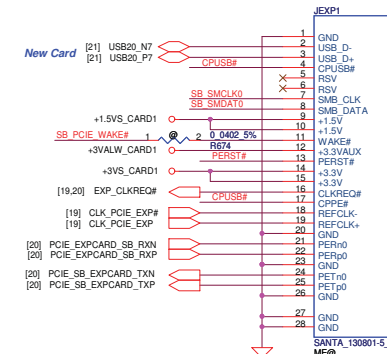 JEXP1
1 GND
New Card [21] USB20_N7 2 USB_D-
[21] USB20_P7 3 USB_D+
CPUSB# 4 CPUSB#
5 RSV
6 RSV
SB_SMCLK0 7 SMB_CLK
SB_SMDAT0 8 SMB_DATA
+1.5VS_CARD1 9 +1.5V
10 +1.5V
SB_PCIE_WAKE# 1 @ 2 0_0402_5% 11 WAKE#
+3VALW_CARD1 R674 12 +3.3VAUX
PERST# 13 PERST#
+3VS_CARD1 14 +3.3V
15 +3.3V
[19,20] EXP_CLKREQ# 16 CLKREQ#
CPUSB# 17 CPPE#
[19] CLK_PCIE_EXP# 18 REFCLK-
[19] CLK_PCIE_EXP 19 REFCLK+
20 GND
[20] PCIE_EXPCARD_SB_RXN 21 PERn0
[20] PCIE_EXPCARD_SB_RXP 22 PERp0
23 GND
[20] PCIE_SB_EXPCARD_TXN 24 PETn0
[20] PCIE_SB_EXPCARD_TXP 25 PETp0
26 GND
27 GND
28 GND
SANTA_130801-5_
ME@